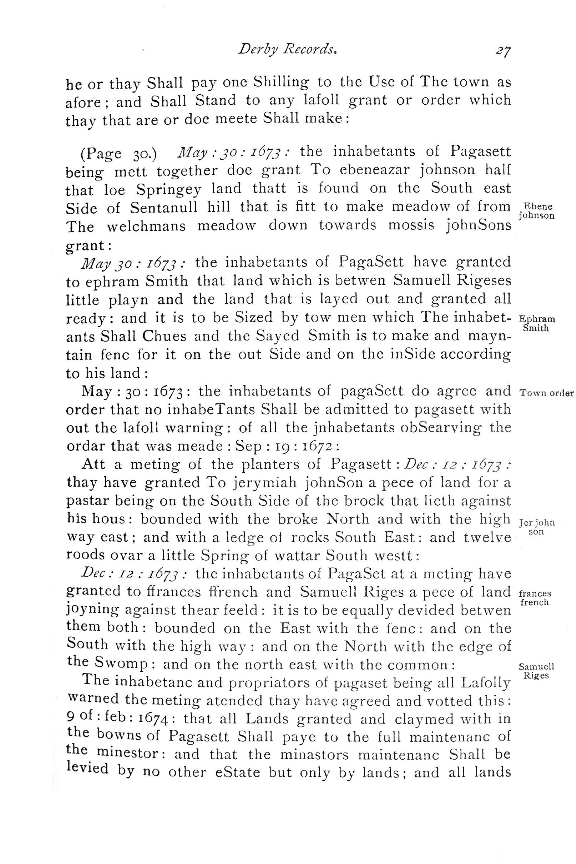 Derby Records. 27
he or thay Shall pay one Shilling to the Use of The town as
afore; and Shall Stand to any lafoll grant or order which
thay that are or doe meete Shall make:
(Page 30.) May : 30 : 1673 : the inhabetants of Pagasett
being mett together doe grant To ebeneazar johnson half
that loe Springey land thatt is found on the South east
Side of Sentanull hill that is fitt to make meadow of from
Ebene
johnson
The welchmans meadow down towards mossis johnSons
grant:
May 30 : 1673 : the inhabetants of PagaSett have granted
to ephram Smith that land which is betwen Samuell Rigeses
little playn and the land that is layed out and granted all
ready: and it is to be Sized by tow men which The inhabet-
Ephram
Smith
ants Shall Chues and the Sayed Smith is to make and mayn-
tain fenc for it on the out Side and on the inSide according
to his land:
May : 30 : 1673: the inhabetants of pagaSett do agree and
Town order
order that no inhabeTants Shall be admitted to pagasett with
out the lafoll warning: of all the jnhabetants obSearving the
ordar that was meade : Sep : 19 : 1672 :
Att a meting of the planters of Pagasett : Dec : 12 : 1673 :
thay have granted To jerymiah johnSon a pece of land for a
pastar being on the South Side of the brock that lieth against
his hous: bounded with the broke North and with the high
Jer john
son
way east; and with a ledge of rocks South East: and twelve
roods ovar a little Spring of wattar South westt:
Dec : 12 : 1673 : the inhabetants of PagaSet at a meting have
granted to ffrances ffrench and Samuell Riges a pece of land
frances
french
joyning against thear feeld : it is to be equally devided betwen
them both: bounded on the East with the fenc: and on the
South with the high way: and on the North with the edge of
the Swomp: and on the north east with the common:
Samuell
Riges
The inhabetanc and propriators of pagaset being all Lafolly
warned the meting atended thay have agreed and votted this:
9 of : feb : 1674: that all Lands granted and claymed with in
the bowns of Pagasett Shall paye to the full maintenanc of
the minestor: and that the minastors maintenanc Shall be
levied by no other eState but only by lands; and all lands